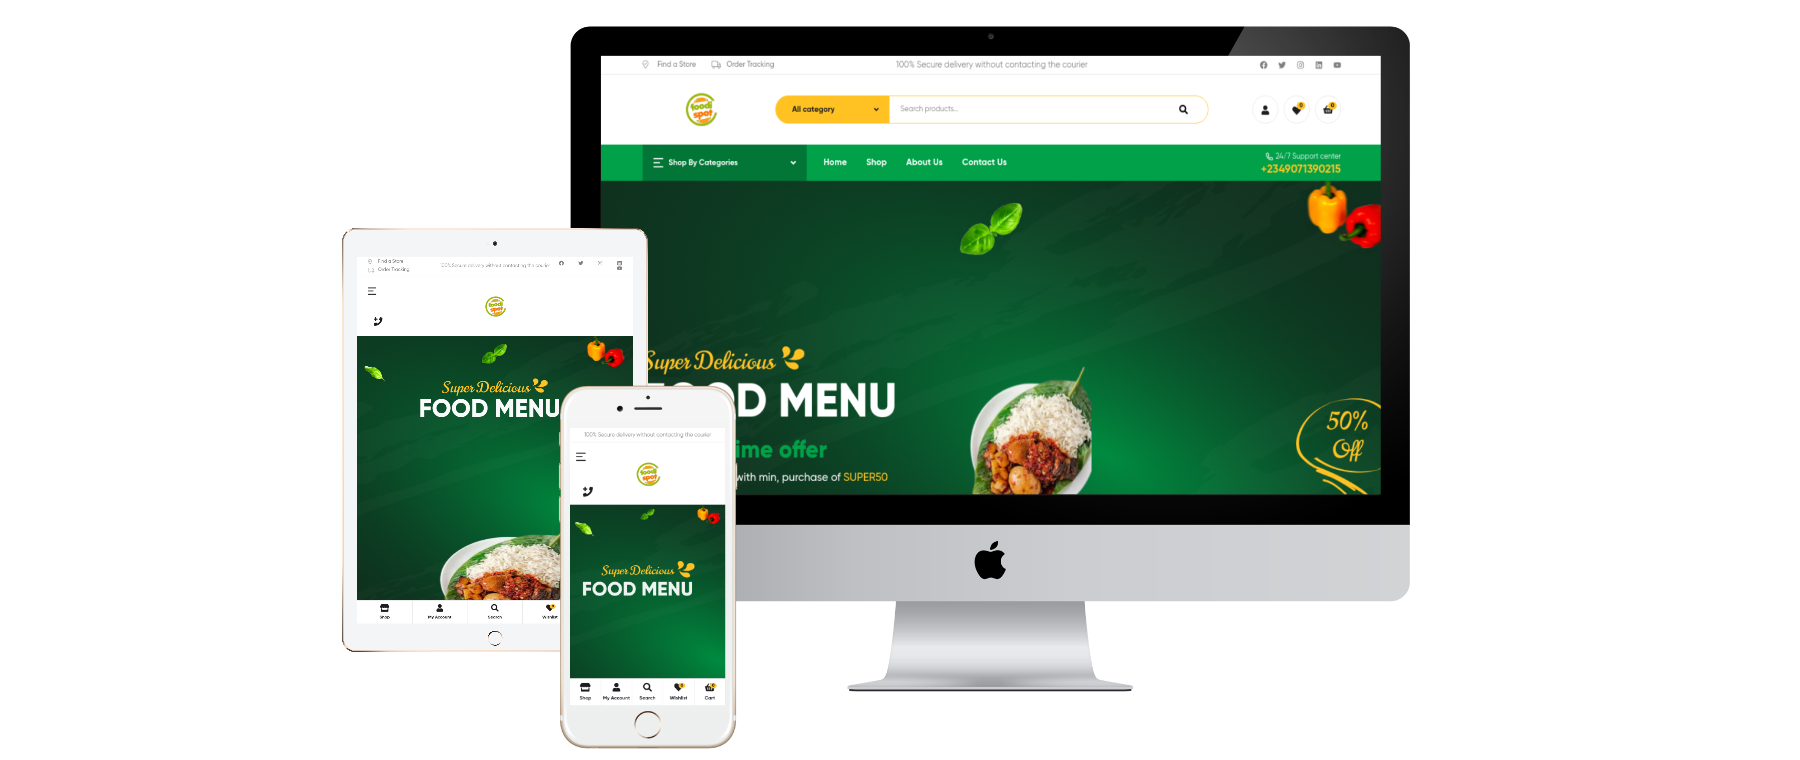 Find a Store
Order Tracking
100% Secure delivery without contacting the courier
foodi
spot
All category
Search products...
0
0
Shop By Categories
Home
Shop
About Us
Contact Us
24/7 Support center
+2349071390215
Super Delicious
FOOD MENU
ime offer
with min, purchase of SUPER50
50%
Off
Find a Store
Order Tracking
100% Secure delivery without contacting the courier
foodi
spot
Super Delicious
FOOD MENU
Shop
My Account
Search
Wishlist
100% Secure delivery without contacting the courier
foodi
spot
Super Delicious
FOOD MENU
Shop
My Account
Search
Wishlist
Cart